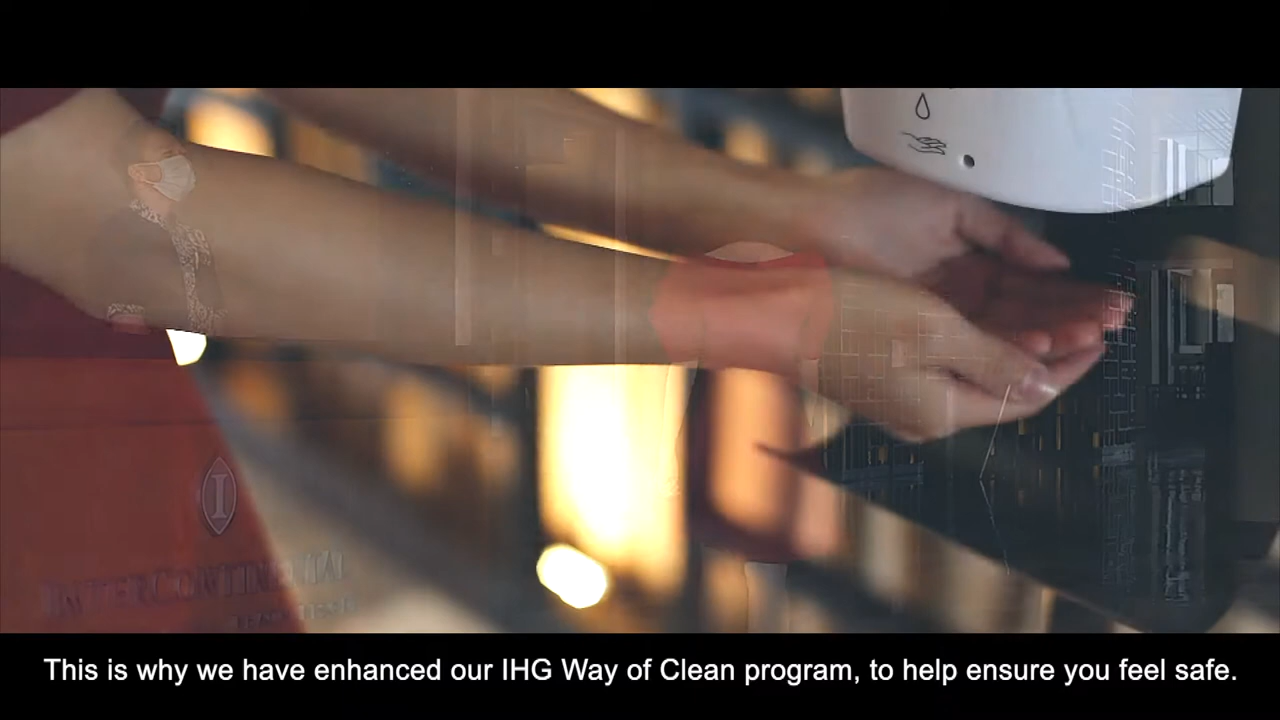 INTERCONTINENTAL
This is why we have enhanced our IHG Way of Clean program, to help ensure you feel safe.